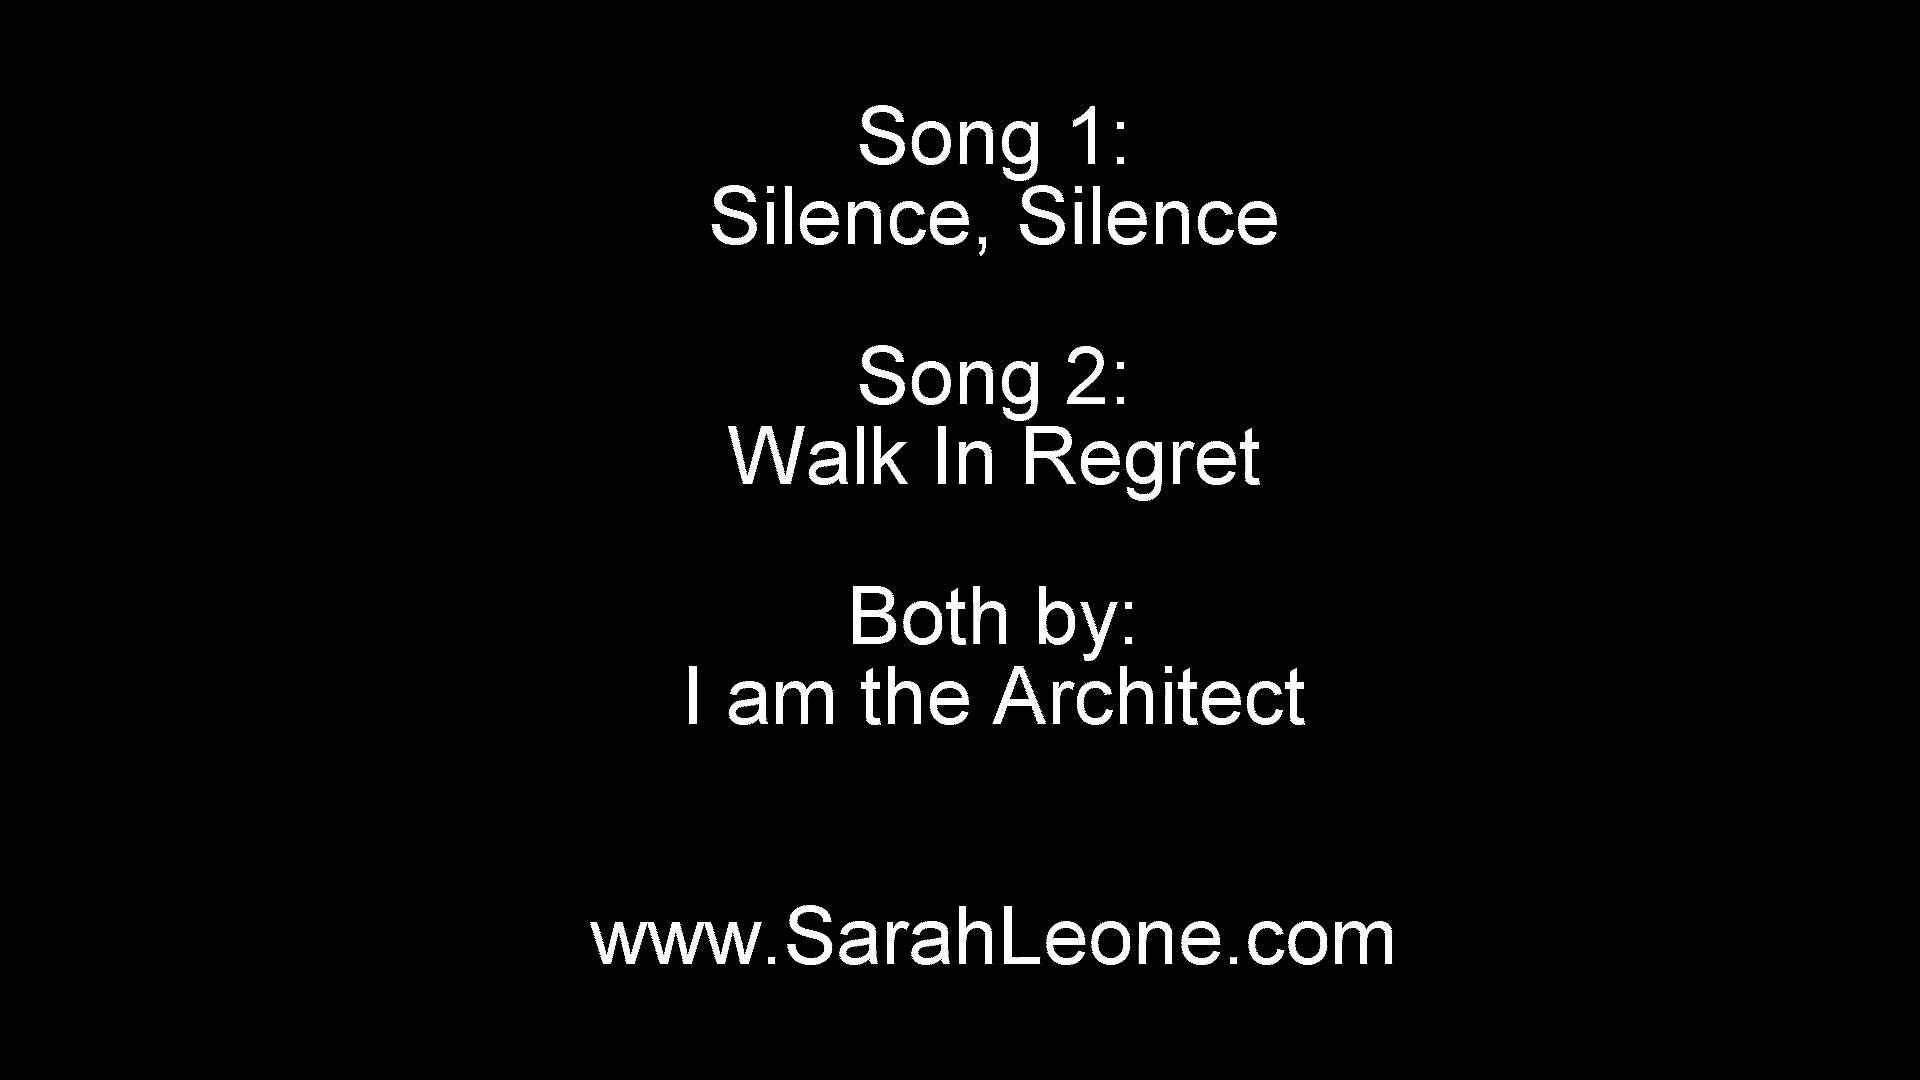 Song 1:
Silence, Silence
Song 2:
Walk In Regret
Both by:
I am the Architect
www.SarahLeone.com